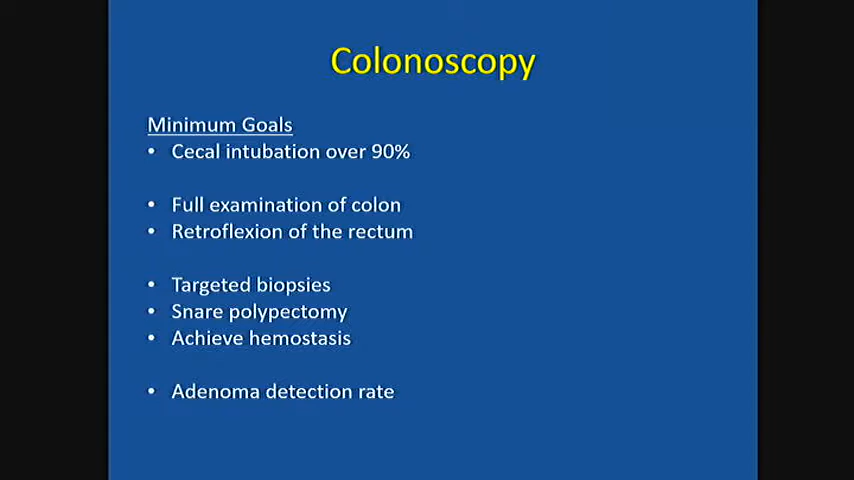 Colonoscopy
Minimum Goals
• Cecal intubation over 90%
• Full examination of colon
• Retroflexion of the rectum
• Targeted biopsies
• Snare polypectomy
• Achieve hemostasis
• Adenoma detection rate